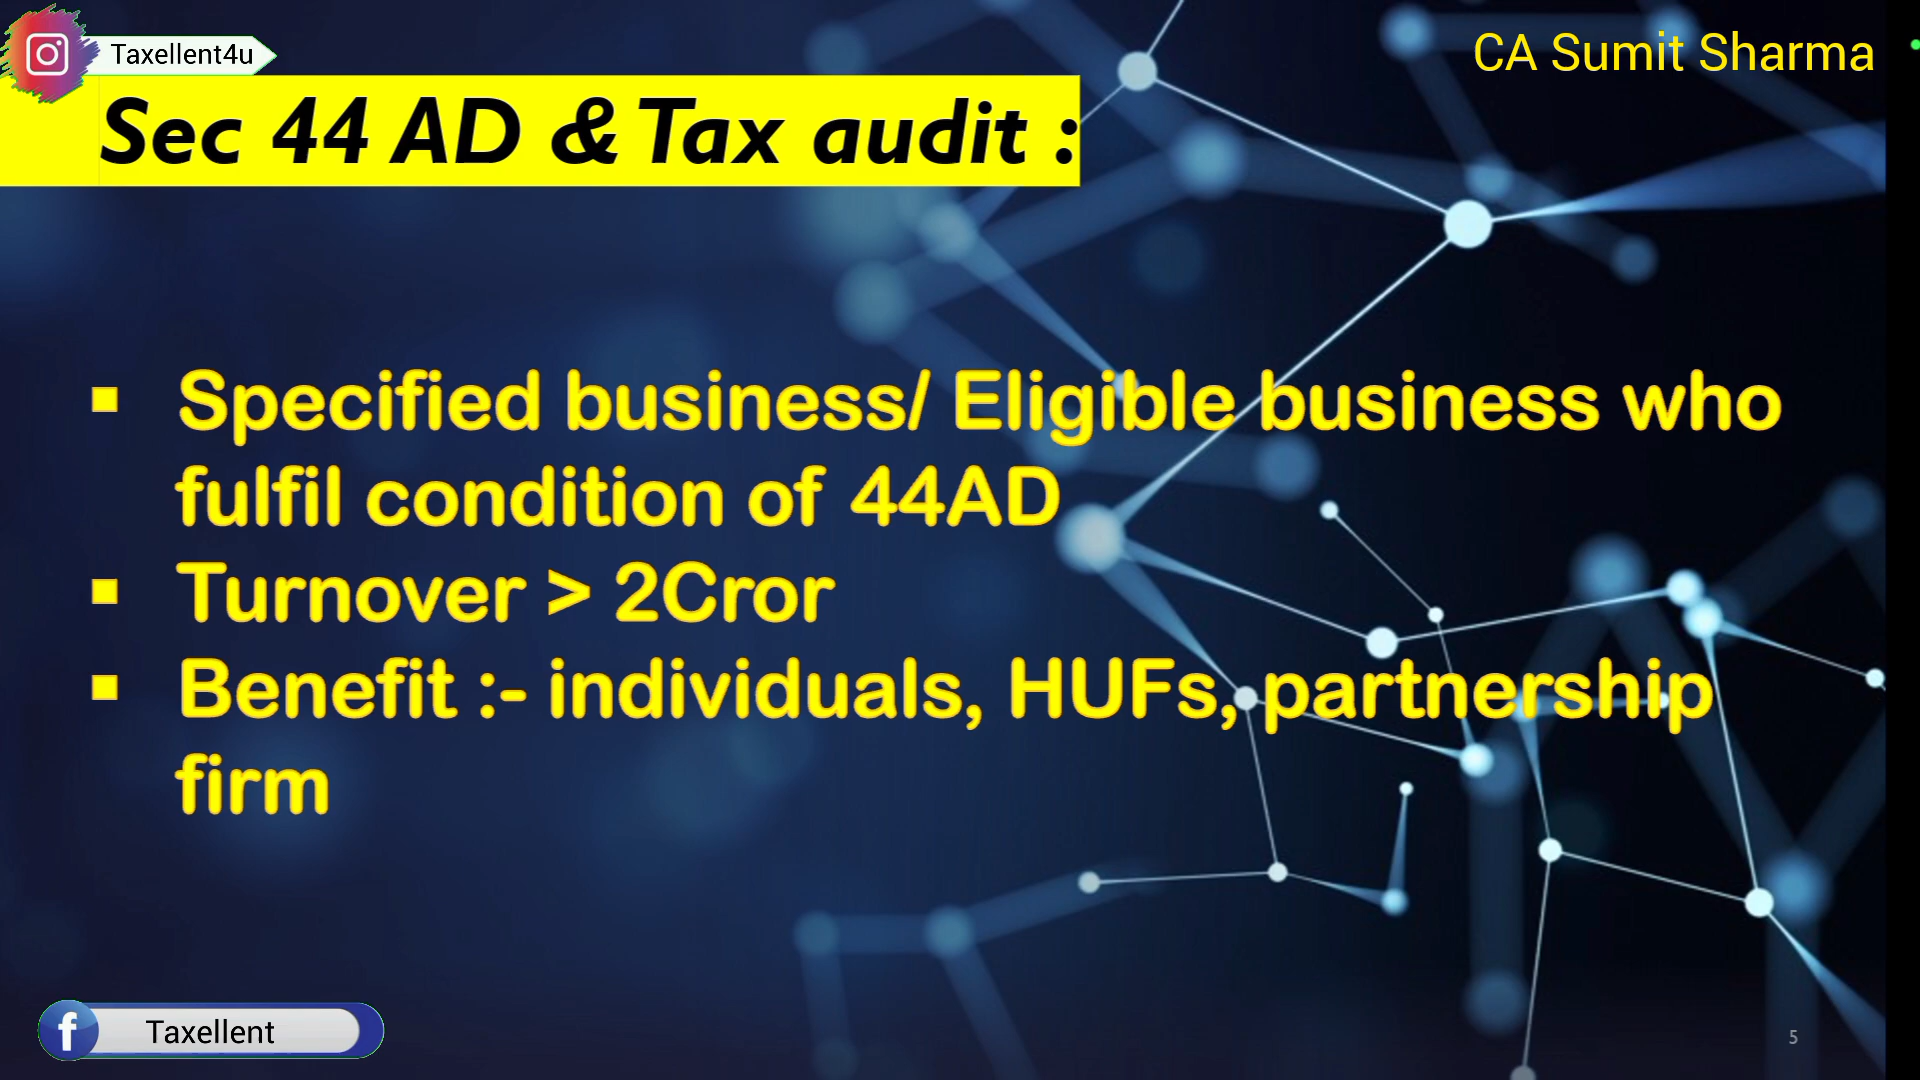 Taxellent4u
CA Sumit Sharma
Sec 44 AD & Tax audit :
▪ Specified business/ Eligible business who
fulfil condition of 44AD
▪ Turnover > 2Cror
▪ Benefit :- individuals, HUFs, partnership
firm
f Taxellent
5